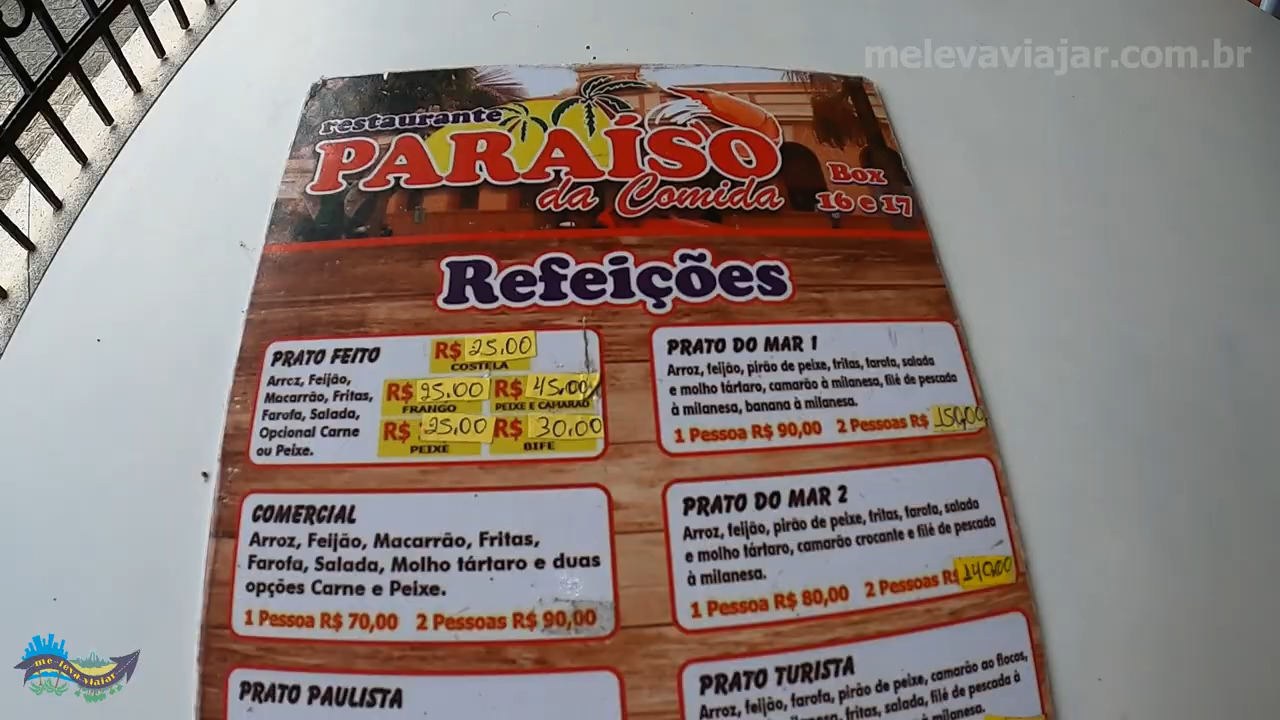 melevaviajar.com.br
restaurante
PARAÍSO
da Comida
Box
16 e 17
Refeições
PRATO FEITO
R$ 25,00
COSTELA
Arroz, Feijão,
Macarrão, Fritas,
Farofa, Salada,
Opcional Carne
ou Peixe.
R$ 25.00
FRANGO
R$ 45,00
PEIXE E CAMARÃO
R$ 25,00
PEIXE
R$ 30,00
BIFE
COMERCIAL
Arroz, Feijão, Macarrão, Fritas,
Farofa, Salada, Molho tártaro e duas
opções Carne e Peixe.
1 Pessoa R$ 70,00 2 Pessoas R$ 90,00
PRATO PAULISTA
PRATO DO MAR 1
Arroz, feijão, pirão de peixe, fritas, farofa, salada
e molho tártaro, camarão à milanesa, filé de pescado
à milanesa, banana à milanesa.
1 Pessoa R$ 90,00 2 Pessoas R$ 150,00
PRATO DO MAR 2
Arroz, feijão, pirão de peixe, fritas, farofa, salada
e molho tártaro, camarão crocante e filé de pescado
à milanesa.
1 Pessoa R$ 80,00 2 Pessoas R$ 140,00
PRATO TURISTA
Arroz, feijão, farofa, pirão de peixe, camarão ao flocos,
fritas, salada, filé de pescado à
me leva viajar